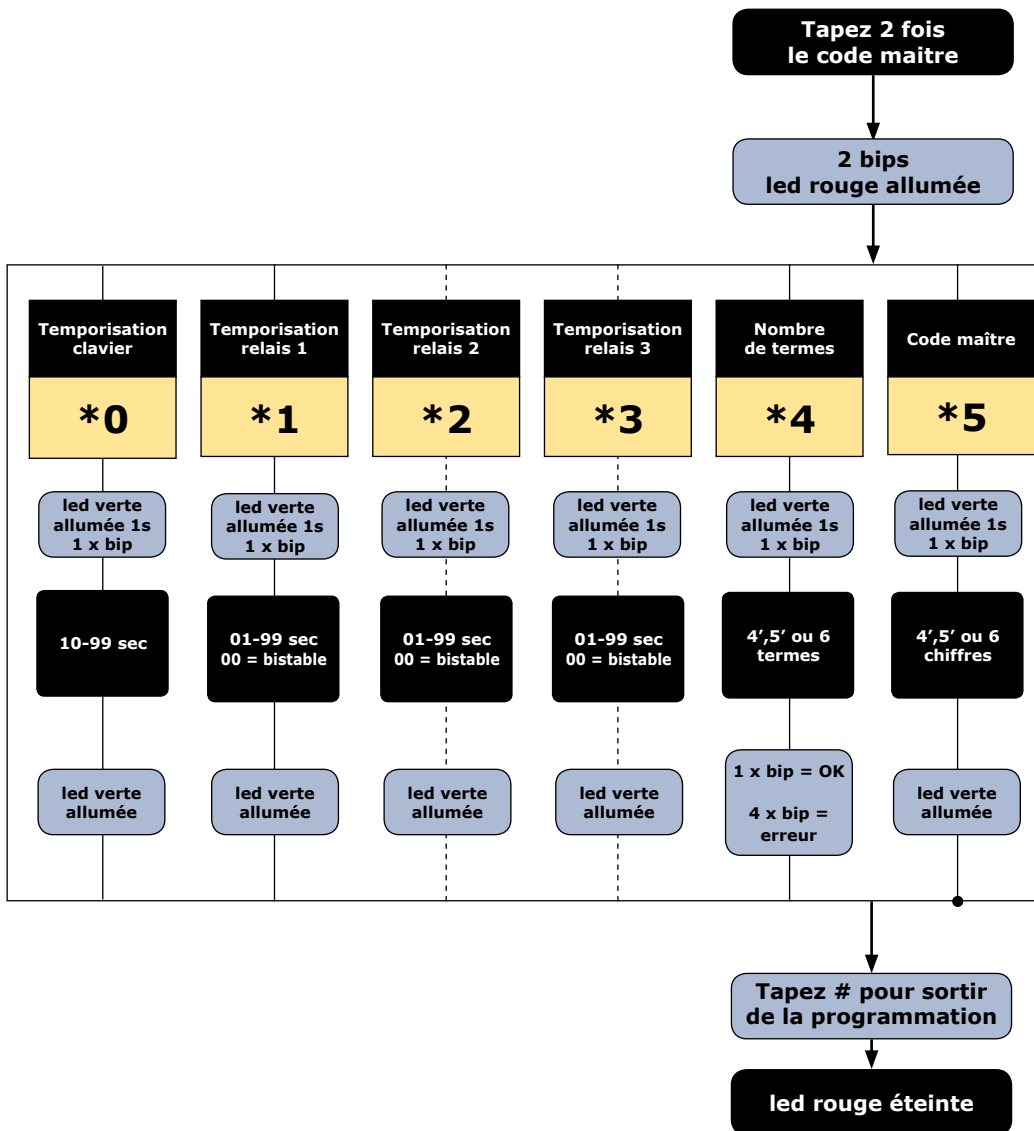 Tapez 2 fois
le code maitre
2 bips
led rouge allumée
Temporisation
clavier
*0
led verte
allumée 1s
1 x bip
10-99 sec
led verte
allumée
Temporisation
relais 1
*1
led verte
allumée 1s
1 x bip
01-99 sec
00 = bistable
led verte
allumée
Temporisation
relais 2
*2
led verte
allumée 1s
1 x bip
01-99 sec
00 = bistable
led verte
allumée
Temporisation
relais 3
*3
led verte
allumée 1s
1 x bip
01-99 sec
00 = bistable
led verte
allumée
Nombre
de termes
*4
led verte
allumée 1s
1 x bip
4’,5’ ou 6
termes
1 x bip = OK
4 x bip =
erreur
Code maître
*5
led verte
allumée 1s
1 x bip
4’,5’ ou 6
chiffres
led verte
allumée
Tapez # pour sortir
de la programmation
led rouge éteinte